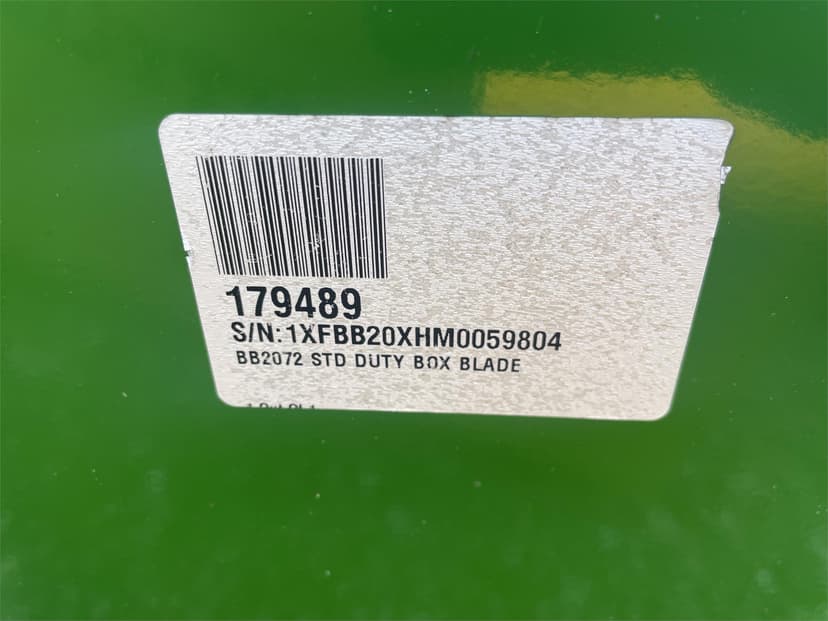 179489
S/N: 1XFBB20XHM0059804
BB2072 STD DUTY BOX BLADE